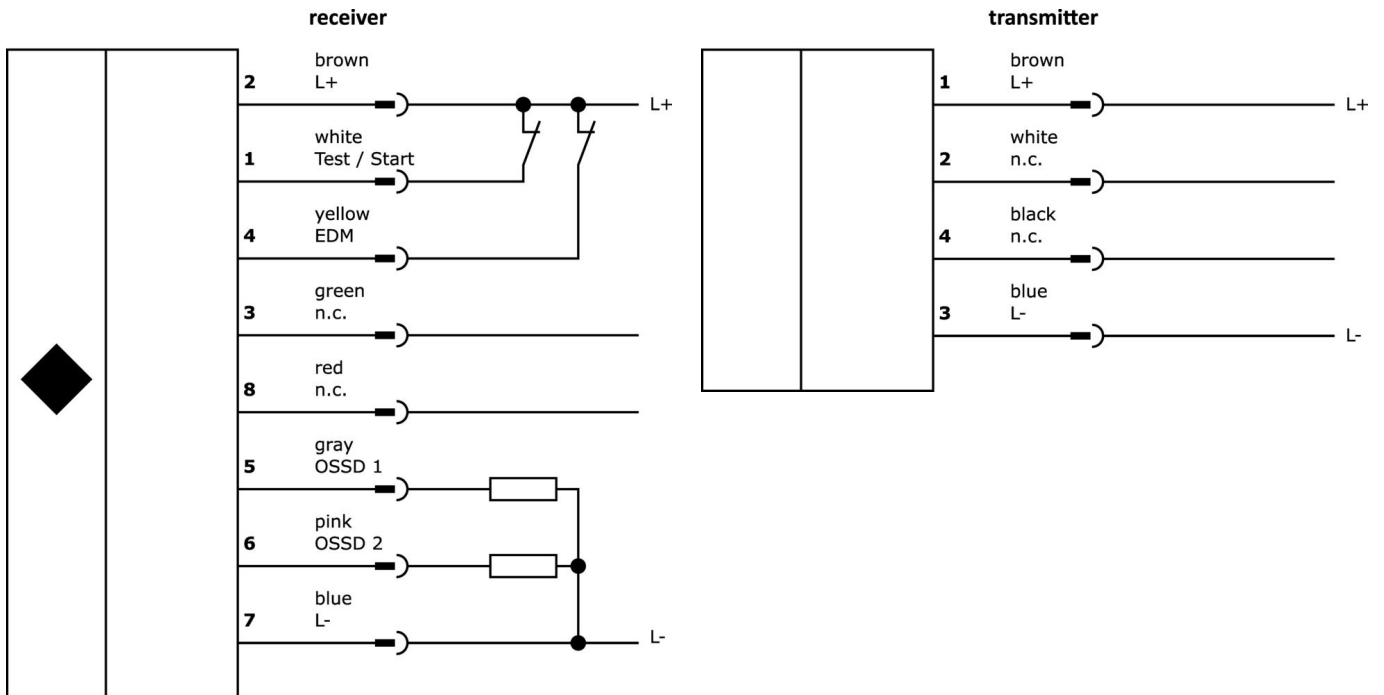 receiver
2
brown
L+
L+
1
white
Test / Start
4
yellow
EDM
3
green
n.c.
8
red
n.c.
5
gray
OSSD 1
6
pink
OSSD 2
7
blue
L-
L-
transmitter
1
brown
L+
L+
2
white
n.c.
4
black
n.c.
3
blue
L-
L-